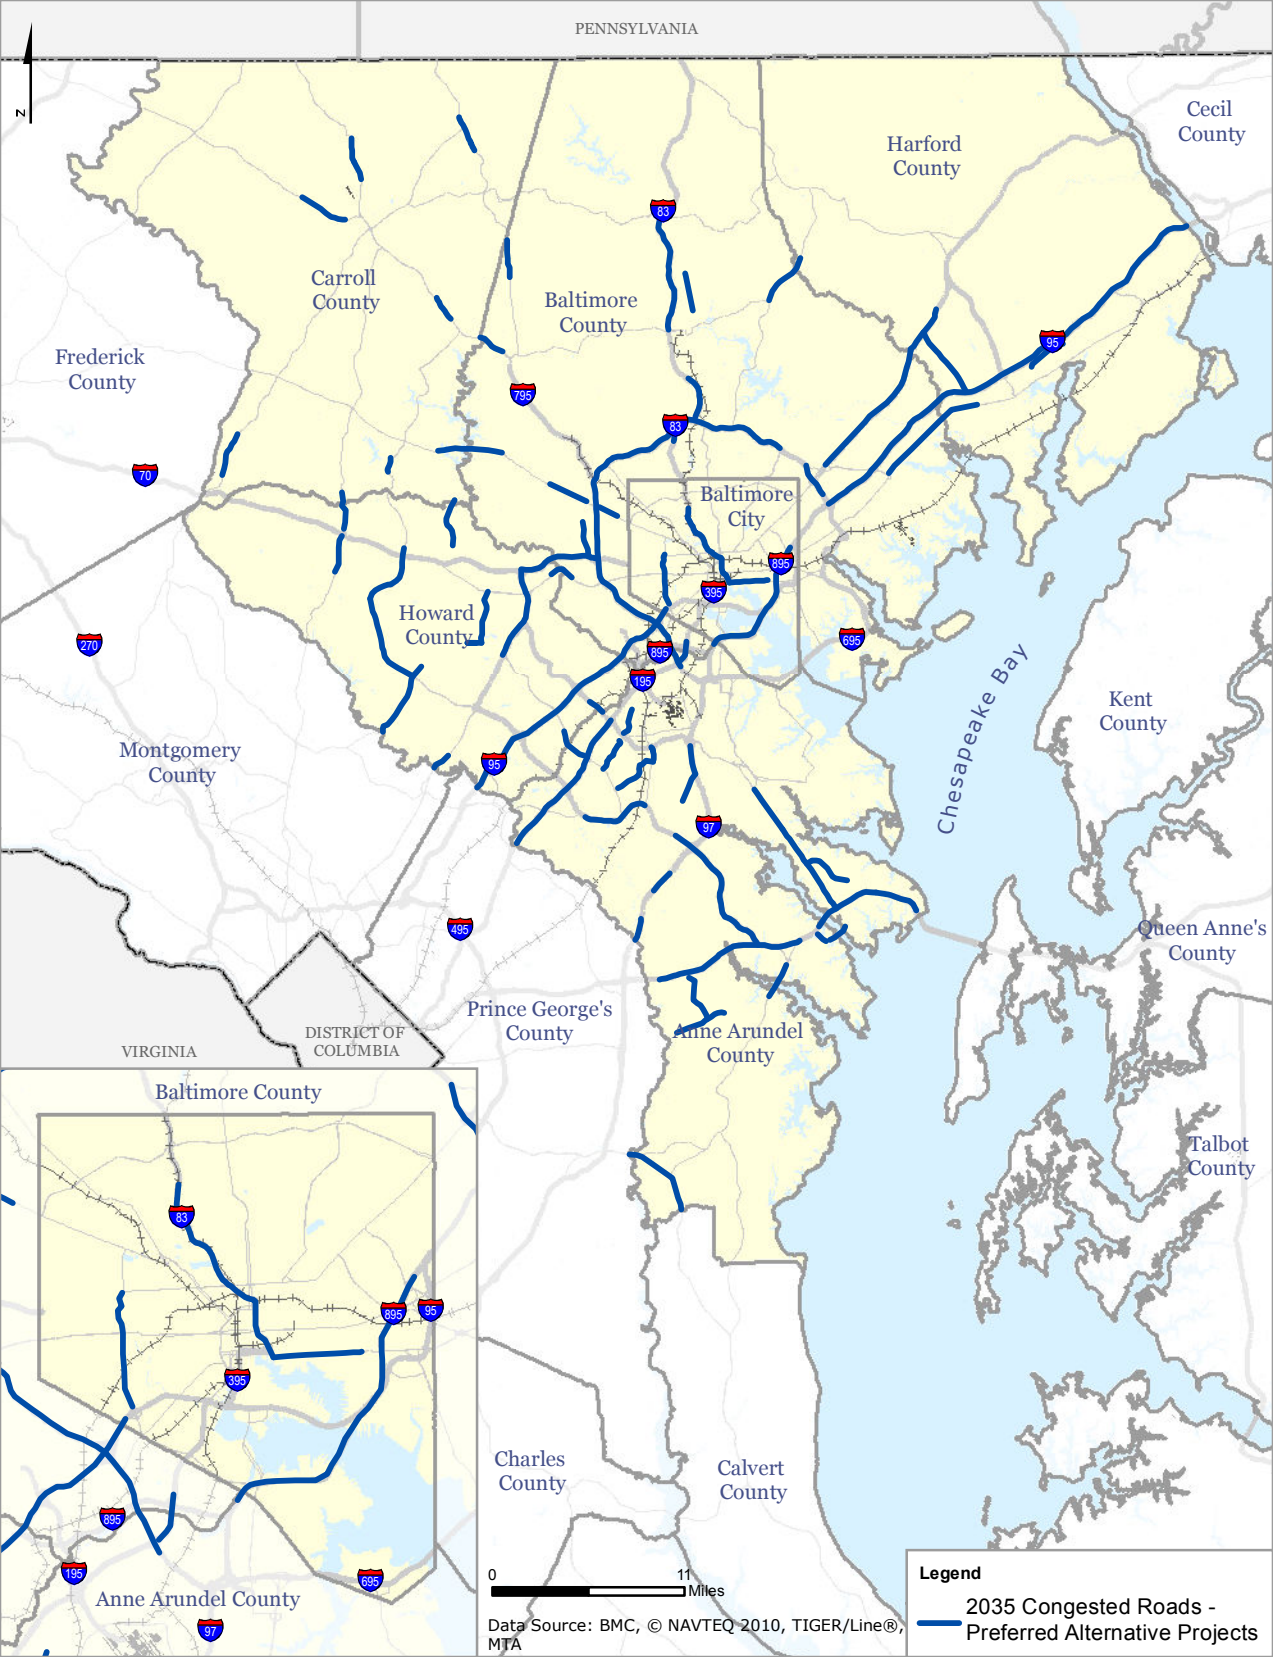 PENNSYLVANIA
Cecil
County
Harford
County
N
83
Carroll
County
Baltimore
County
Frederick
County
95
795
83
70
Baltimore
City
895
395
Howard
County
270
695
895
195
Chesapeake Bay
Kent
County
Montgomery
County
95
97
495
Queen Anne's
County
Prince George's
County
DISTRICT OF
COLUMBIA
VIRGINIA
Anne Arundel
County
Baltimore County
Talbot
County
83
895
95
395
Charles
County
Calvert
County
895
195
695
Anne Arundel County
97
0 11
Miles
Data Source: BMC, © NAVTEQ 2010, TIGER/Line®,
MTA
Legend
2035 Congested Roads -
Preferred Alternative Projects